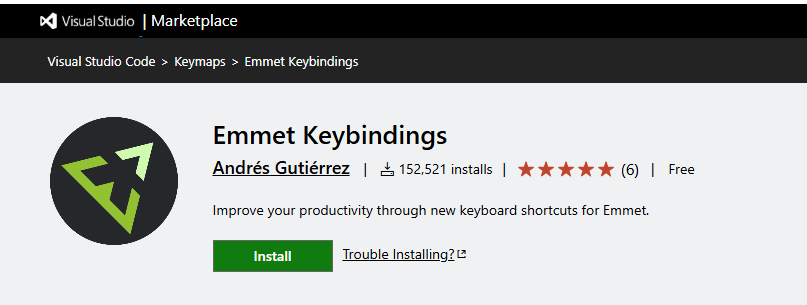 Visual Studio | Marketplace
Visual Studio Code > Keymaps > Emmet Keybindings
Emmet Keybindings
Andrés Gutiérrez | 152,521 installs | (6) | Free
Improve your productivity through new keyboard shortcuts for Emmet.
Install Trouble Installing?